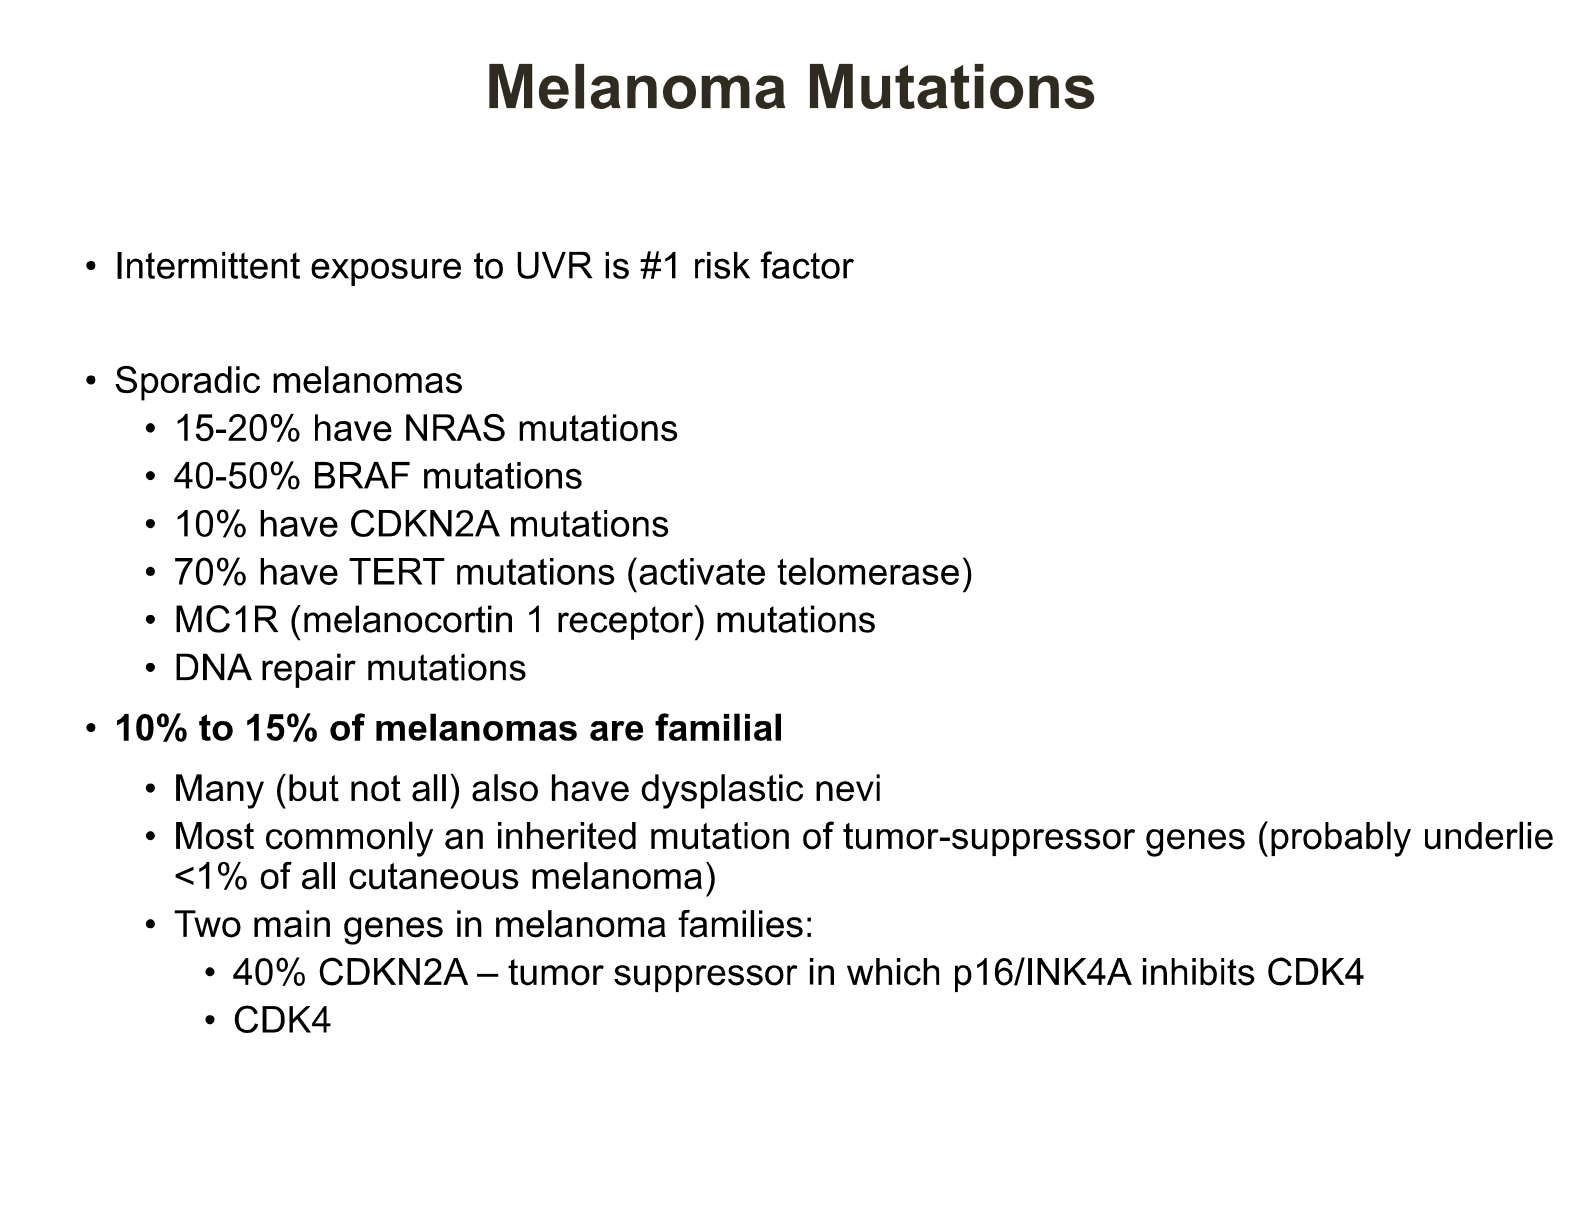 Melanoma Mutations
• Intermittent exposure to UVR is #1 risk factor
• Sporadic melanomas
• 15-20% have NRAS mutations
• 40-50% BRAF mutations
• 10% have CDKN2A mutations
• 70% have TERT mutations (activate telomerase)
• MC1R (melanocortin 1 receptor) mutations
• DNA repair mutations
• 10% to 15% of melanomas are familial
• Many (but not all) also have dysplastic nevi
• Most commonly an inherited mutation of tumor-suppressor genes (probably underlie
<1% of all cutaneous melanoma)
• Two main genes in melanoma families:
• 40% CDKN2A – tumor suppressor in which p16/INK4A inhibits CDK4
• CDK4